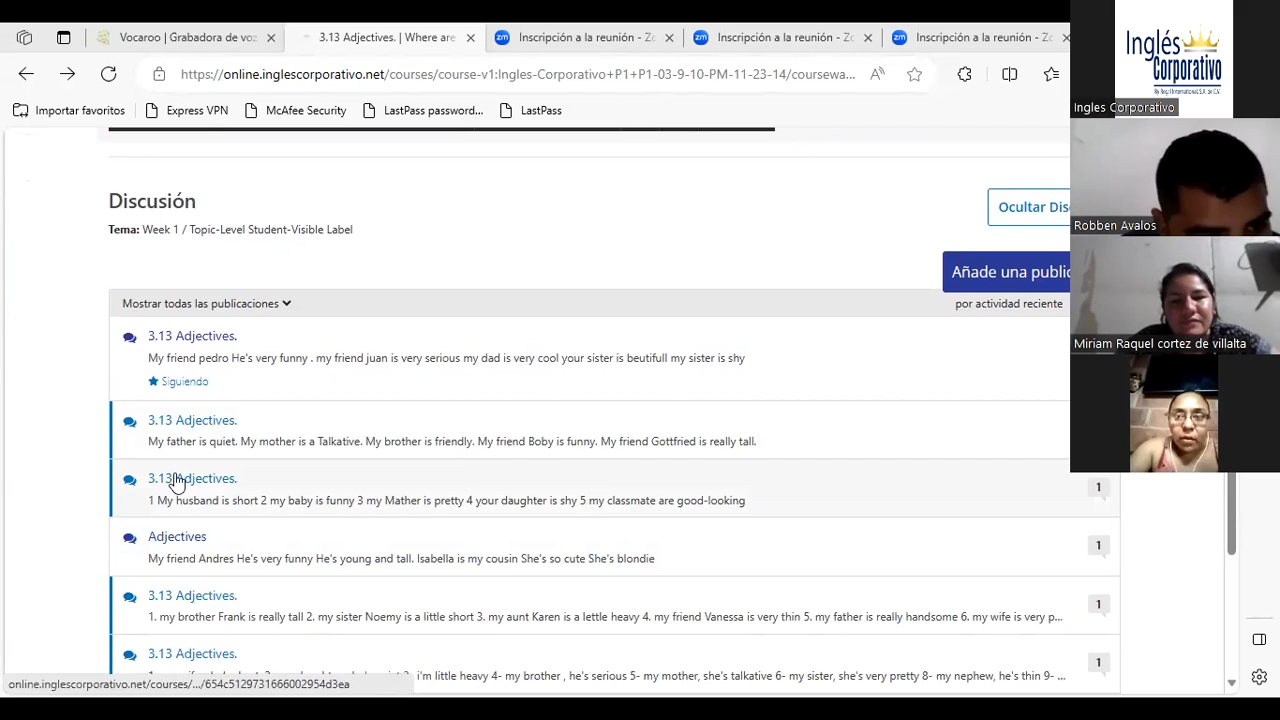 Vocaroo | Grabadora de voz
3.13 Adjectives. | Where are
Inscripción a la reunión - Zo
Inscripción a la reunión - Zo
Inscripción a la reunión - Zo
https://online.inglescorporativo.net/courses/course-v1:Ingles-Corporativo+P1+P1-03-9-10-PM-11-23-14/coursewa...
Importar favoritos
Express VPN
McAfee Security
LastPass password...
LastPass
Inglés
Corporativo
Ingles Corporativo
Robben Avalos
Miriam Raquel cortez de villalta
Discusión
Ocultar Dis
Tema: Week 1 / Topic-Level Student-Visible Label
Añade una public
Mostrar todas las publicaciones
por actividad reciente
3.13 Adjectives.
My friend pedro He's very funny . my friend juan is very serious my dad is very cool your sister is beutifull my sister is shy
Siguiendo
3.13 Adjectives.
My father is quiet. My mother is a Talkative. My brother is friendly. My friend Boby is funny. My friend Gottfried is really tall.
3.13 Adjectives.
1 My husband is short 2 my baby is funny 3 my Mather is pretty 4 your daughter is shy 5 my classmate are good-looking
1
Adjectives
My friend Andres He's very funny He's young and tall. Isabella is my cousin She's so cute She's blondie
1
3.13 Adjectives.
1. my brother Frank is really tall 2. my sister Noemy is a little short 3. my aunt Karen is a lettle heavy 4. my friend Vanessa is very thin 5. my father is really handsome 6. my wife is very p...
1
3.13 Adjectives.
i'm little heavy 4- my brother , he's serious 5- my mother, she's talkative 6- my sister, she's very pretty 8- my nephew, he's thin 9- ...
1
online.inglescorporativo.net/courses/.../654c5129731666002954d3ea